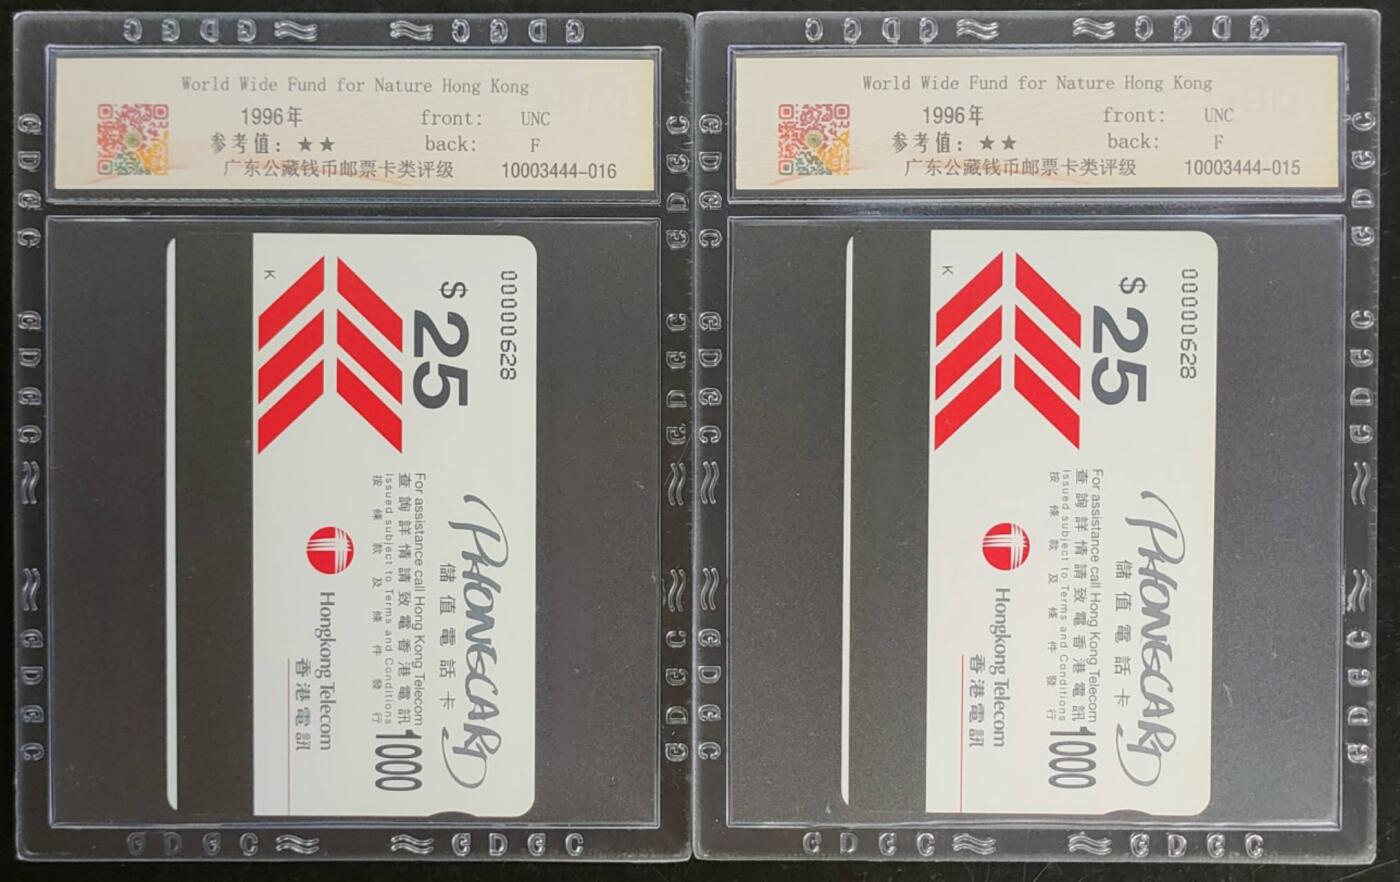 World Wide Fund for Nature Hong Kong
1996年 front: UNC
参考值: ★★ back: F
广东公藏钱币邮票卡类评级 10003444-016
00000628
$25
K
PHONECARD
儲值電話卡
For assistance call Hong Kong Telecom
查詢詳情請致電香港電訊1000
Issued subject to Terms and Conditions
按條款及條件發行
Hongkong Telecom
香港電訊
World Wide Fund for Nature Hong Kong
1996年 front: UNC
参考值: ★★ back: F
广东公藏钱币邮票卡类评级 10003444-015
00000628
$25
K
PHONECARD
儲值電話卡
For assistance call Hong Kong Telecom
查詢詳情請致電香港電訊1000
Issued subject to Terms and Conditions
按條款及條件發行
Hongkong Telecom
香港電訊